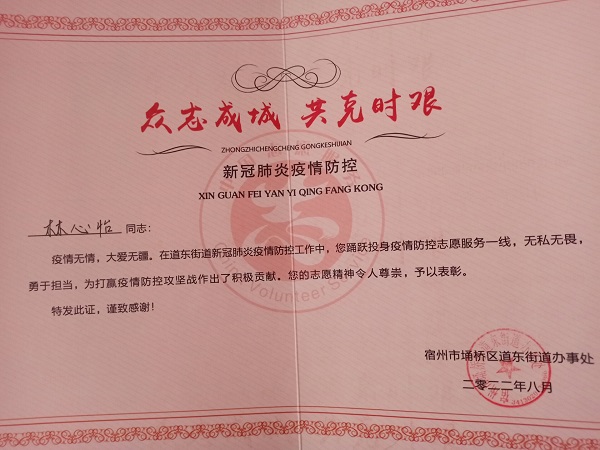 众志成城 共克时艰
ZHONGZHICHENGCHENG GONGKESHIJIAN
新冠肺炎疫情防控
XIN GUAN FEI YAN YI QING FANG KONG
林心怡 同志：
疫情无情，大爱无疆。在道东街道新冠肺炎疫情防控工作中，您踊跃投身疫情防控志愿服务一线，无私无畏，
勇于担当，为打赢疫情防控攻坚战作出了积极贡献。您的志愿精神令人尊崇，予以表彰。
特发此证，谨致感谢！
Volunteer
宿州市埇桥区道东街道办事处
二零二二年八月